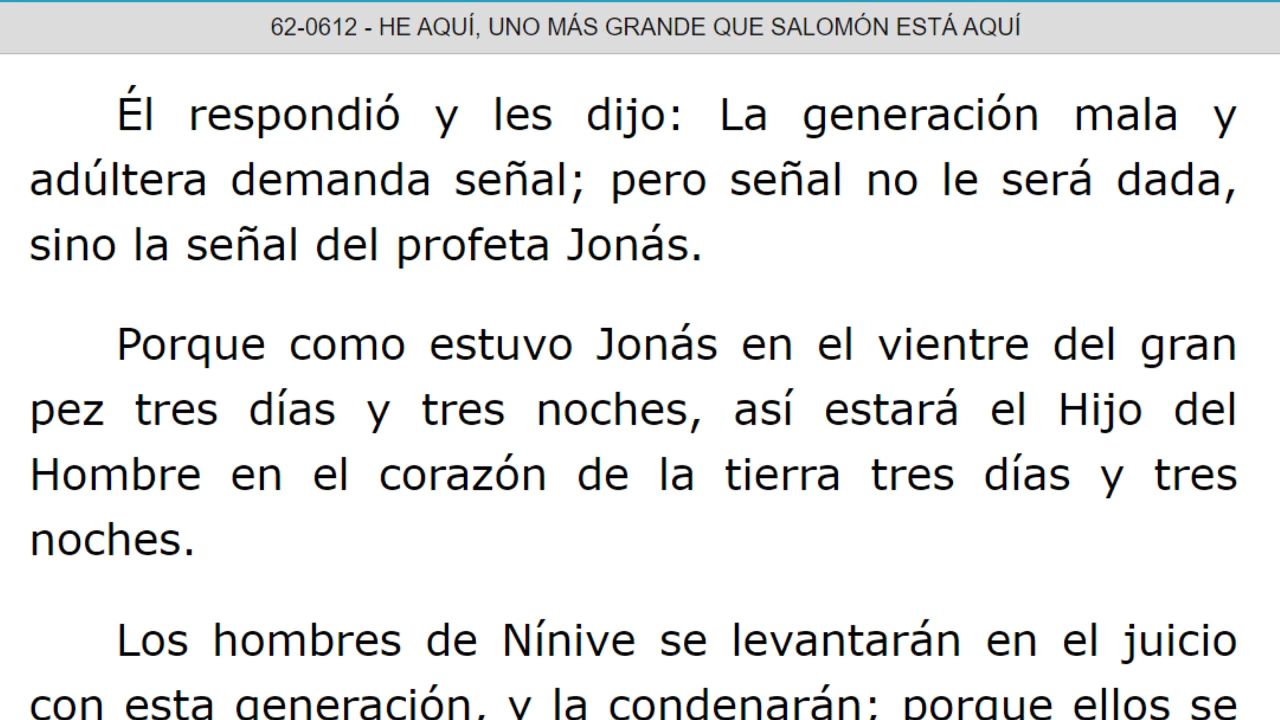 62-0612 - HE AQUÍ, UNO MÁS GRANDE QUE SALOMÓN ESTÁ AQUÍ
Él respondió y les dijo: La generación mala y
adúltera demanda señal; pero señal no le será dada,
sino la señal del profeta Jonás.
Porque como estuvo Jonás en el vientre del gran
pez tres días y tres noches, así estará el Hijo del
Hombre en el corazón de la tierra tres días y tres
noches.
Los hombres de Nínive se levantarán en el juicio
con esta generación, y la condenarán; porque ellos se